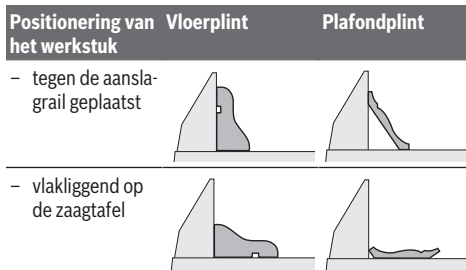 Positionering van het werkstuk Vloerplint Plafondplint
– tegen de aansla-
grail geplaatst
– vlakliggend op
de zaagtafel